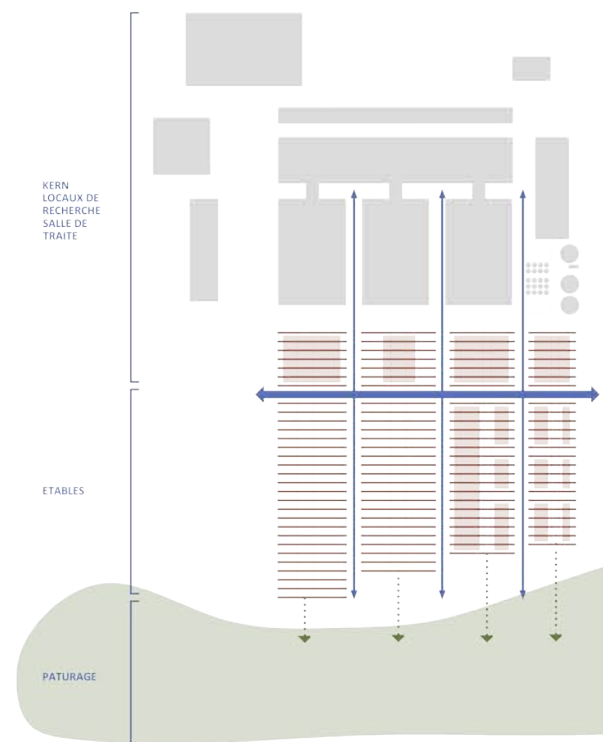 KERN
LOCAUX DE
RECHERCHE
SALLE DE
TRAITE
ETABLES
PATURAGE